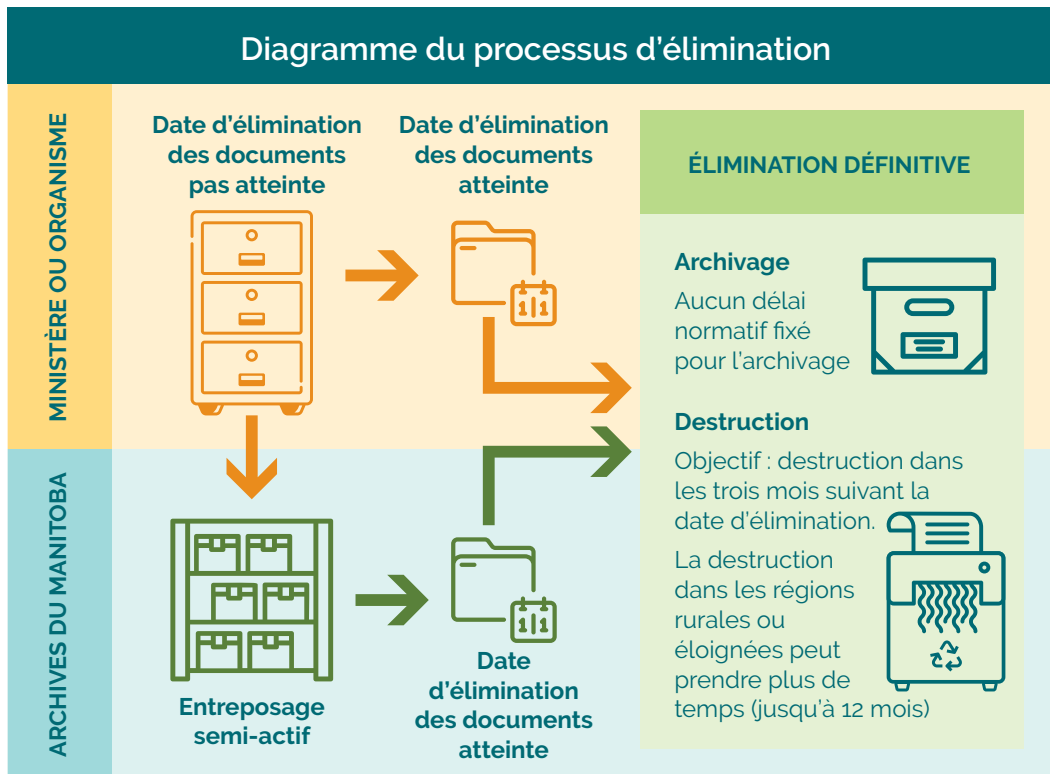 Diagramme du processus d'élimination
MINISTÈRE OU ORGANISME
Date d'élimination
des documents
pas atteinte
Date d'élimination
des documents
atteinte
ÉLIMINATION DÉFINITIVE
Archivage
Aucun délai
normatif fixé
pour l'archivage
Destruction
Objectif : destruction dans
les trois mois suivant la
date d'élimination.
La destruction
dans les régions
rurales ou
éloignées peut
prendre plus de
temps (jusqu'à 12 mois)
ARCHIVES DU MANITOBA
Entreposage
semi-actif
Date
d'élimination
des documents
atteinte